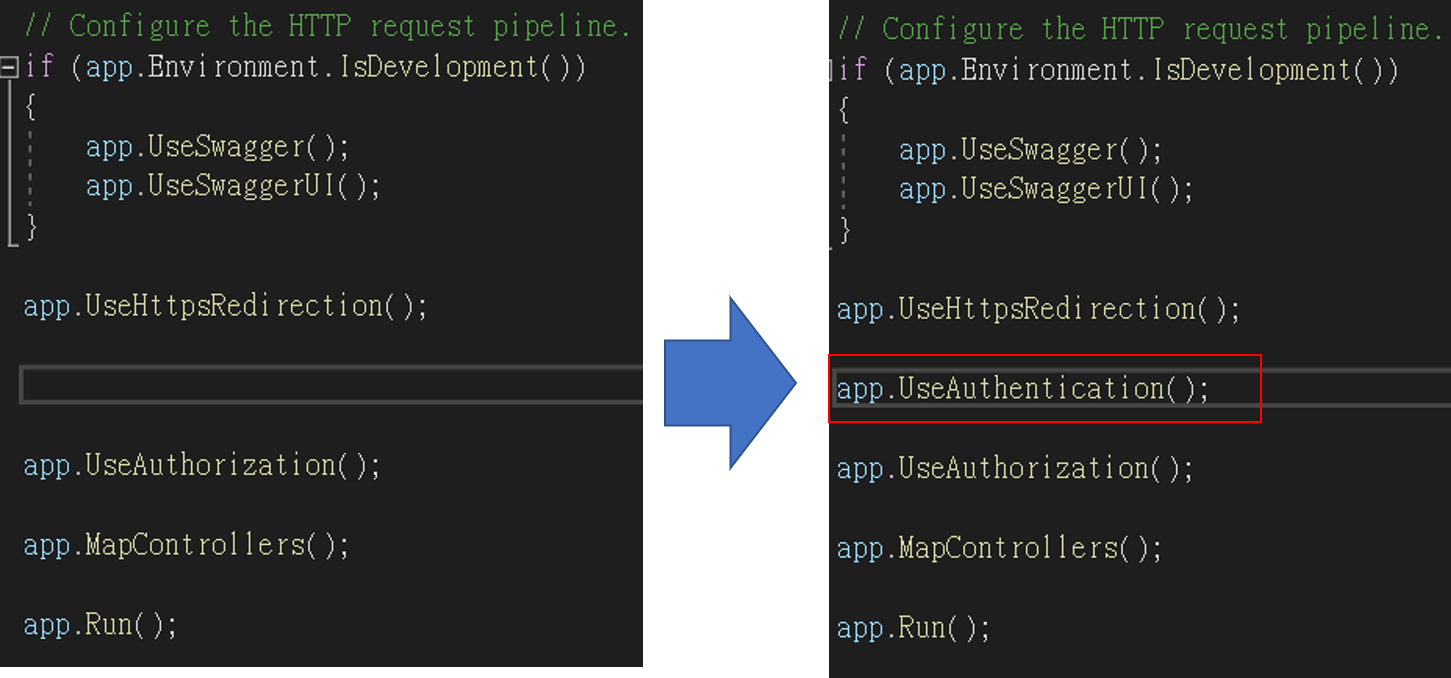 // Configure the HTTP request pipeline.
if (app.Environment.IsDevelopment())
{
    app.UseSwagger();
    app.UseSwaggerUI();
}
app.UseHttpsRedirection();
app.UseAuthorization();
app.MapControllers();
app.Run();
// Configure the HTTP request pipeline.
if (app.Environment.IsDevelopment())
{
    app.UseSwagger();
    app.UseSwaggerUI();
}
app.UseHttpsRedirection();
app.UseAuthentication();
app.UseAuthorization();
app.MapControllers();
app.Run();